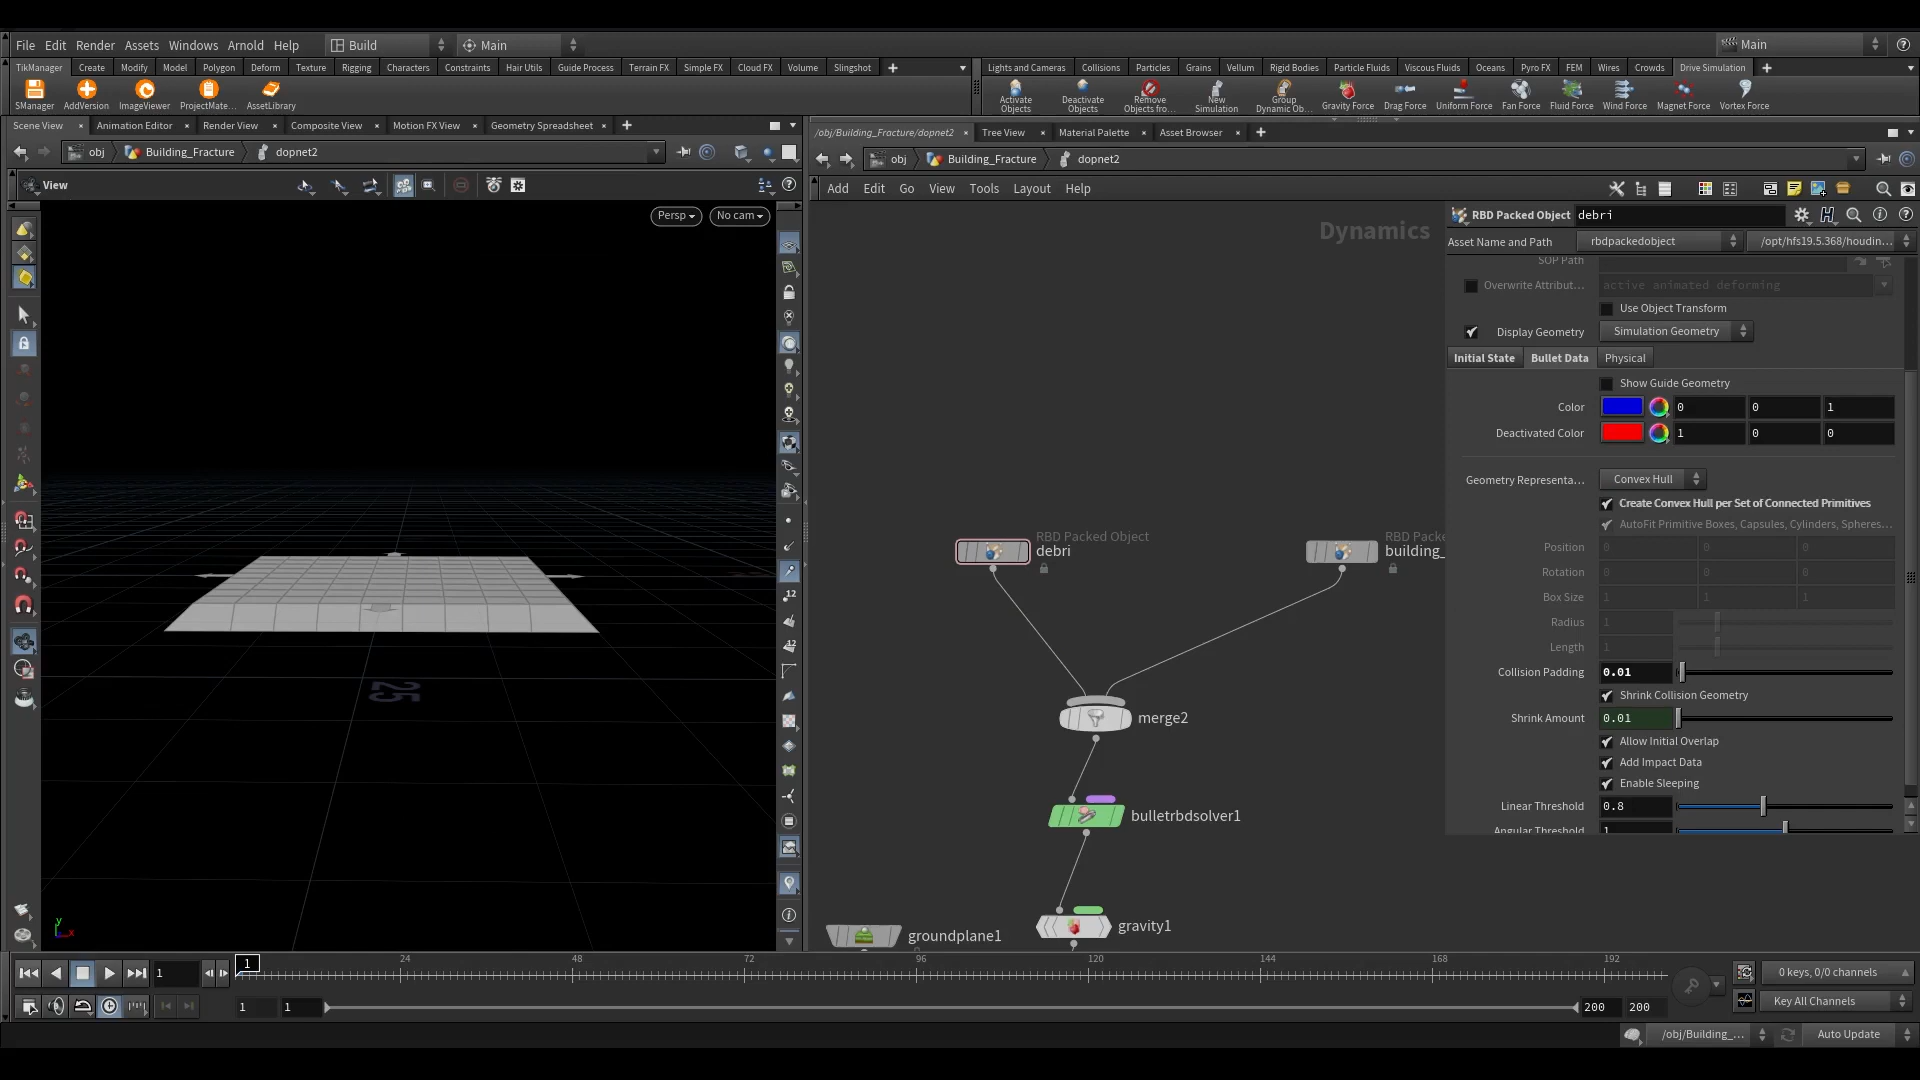 File Edit Render Assets Windows Arnold Help Build Main Main
TikManager Create Modify Model Polygon Deform Texture Rigging Characters Constraints Hair Utils Guide Process Terrain FX Simple FX Cloud FX Volume Slingshot
SManager AddVersion ImageViewer ProjectMate... AssetLibrary
Lights and Cameras Collisions Particles Grains Vellum Rigid Bodies Particle Fluids Viscous Fluids Oceans Pyro FX FEM Wires Crowds Drive Simulation
Activate Objects Deactivate Objects Remove Objects fro... New Simulation Group Dynamic Ob... Gravity Force Drag Force Uniform Force Fan Force Fluid Force Wind Force Magnet Force Vortex Force
Scene View Animation Editor Render View Composite View Motion FX View Geometry Spreadsheet
obj Building_Fracture dopnet2
View
Persp No cam
25
y
x
/obj/Building_Fracture/dopnet2 Tree View Material Palette Asset Browser
obj Building_Fracture dopnet2
Add Edit Go View Tools Layout Help
Dynamics
RBD Packed Object
debri
RBD Packe
building_
merge2
bulletrbdsolver1
gravity1
groundplane1
RBD Packed Object debri
Asset Name and Path rbdpackedobject /opt/hfs19.5.368/houdin...
SOP Path
Overwrite Attribut... active animated deforming
Use Object Transform
Display Geometry Simulation Geometry
Initial State Bullet Data Physical
Show Guide Geometry
Color 0 0 1
Deactivated Color 1 0 0
Geometry Representa... Convex Hull
Create Convex Hull per Set of Connected Primitives
AutoFit Primitive Boxes, Capsules, Cylinders, Spheres...
Position 0 0 0
Rotation 0 0 0
Box Size 1 1 1
Radius 1
Length 1
Collision Padding 0.01
Shrink Collision Geometry
Shrink Amount 0.01
Allow Initial Overlap
Add Impact Data
Enable Sleeping
Linear Threshold 0.8
Angular Threshold 1
1 1 24 48 72 96 120 144 168 192
0 keys, 0/0 channels
1 1 200 200
Key All Channels
/obj/Building_... Auto Update